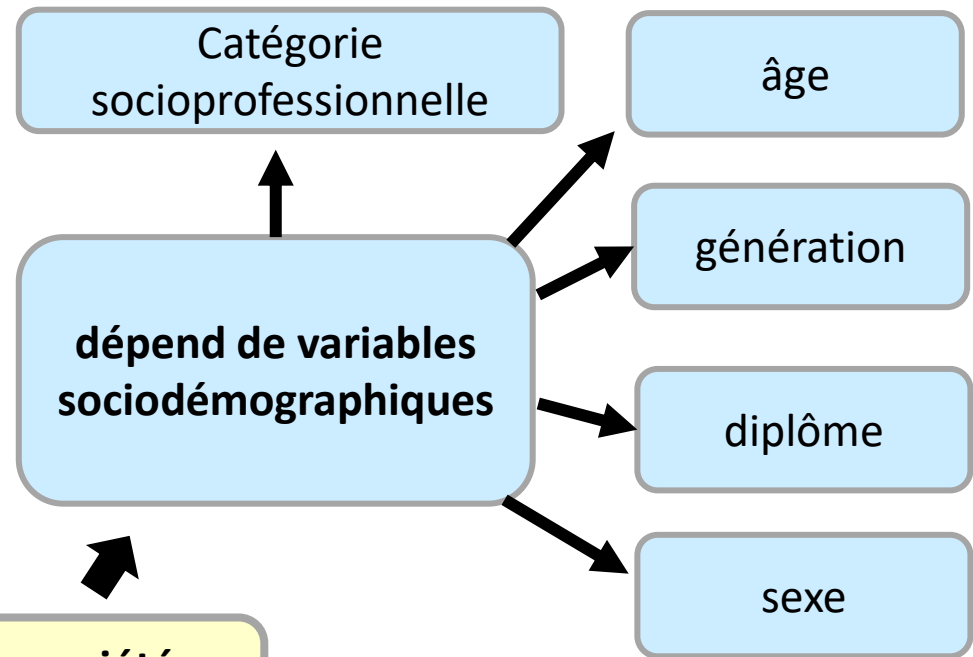 Catégorie
socioprofessionnelle
âge
génération
dépend de variables
sociodémographiques
diplôme
sexe